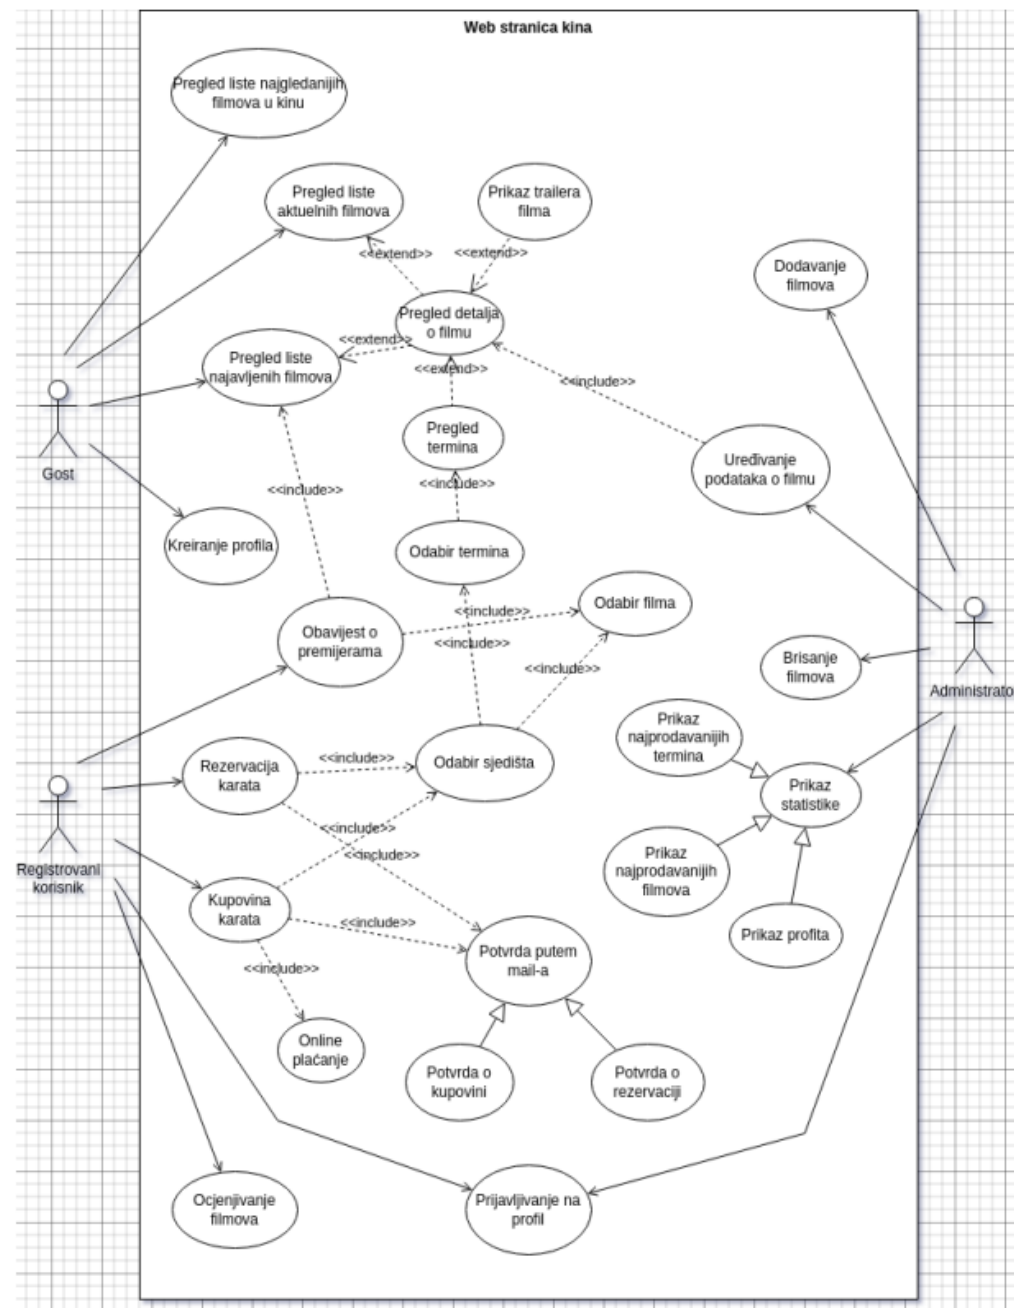 Web stranica kina
Pregled liste najgledanijih
filmova u kinu
Pregled liste
aktuelnih filmova
Prikaz trailera
filma
<<extend>>
<<extend>>
Dodavanje
filmova
Pregled detalja
o filmu
<<extend>>
Pregled liste
najavljenih filmova
<<extend>>
<<include>>
Gost
Pregled
termina
Uređivanje
podataka o filmu
<<include>>
<<include>>
Kreiranje profila
Odabir termina
Odabir filma
<<include>>
Obavijest o
premijerama
<<include>>
<<include>>
Brisanje
filmova
Administrato
Prikaz
najprodavanijih
termina
Rezervacija
karata
<<include>>
Odabir sjedišta
Prikaz
statistike
<<include>>
<<include>>
Registrovani
korisnik
Prikaz
najprodavanijih
filmova
Kupovina
karata
<<include>>
Prikaz profita
Potvrda putem
mail-a
<<include>>
Online
plaćanje
Potvrda o
kupovini
Potvrda o
rezervaciji
Ocjenjivanje
filmova
Prijavljivanje na
profil